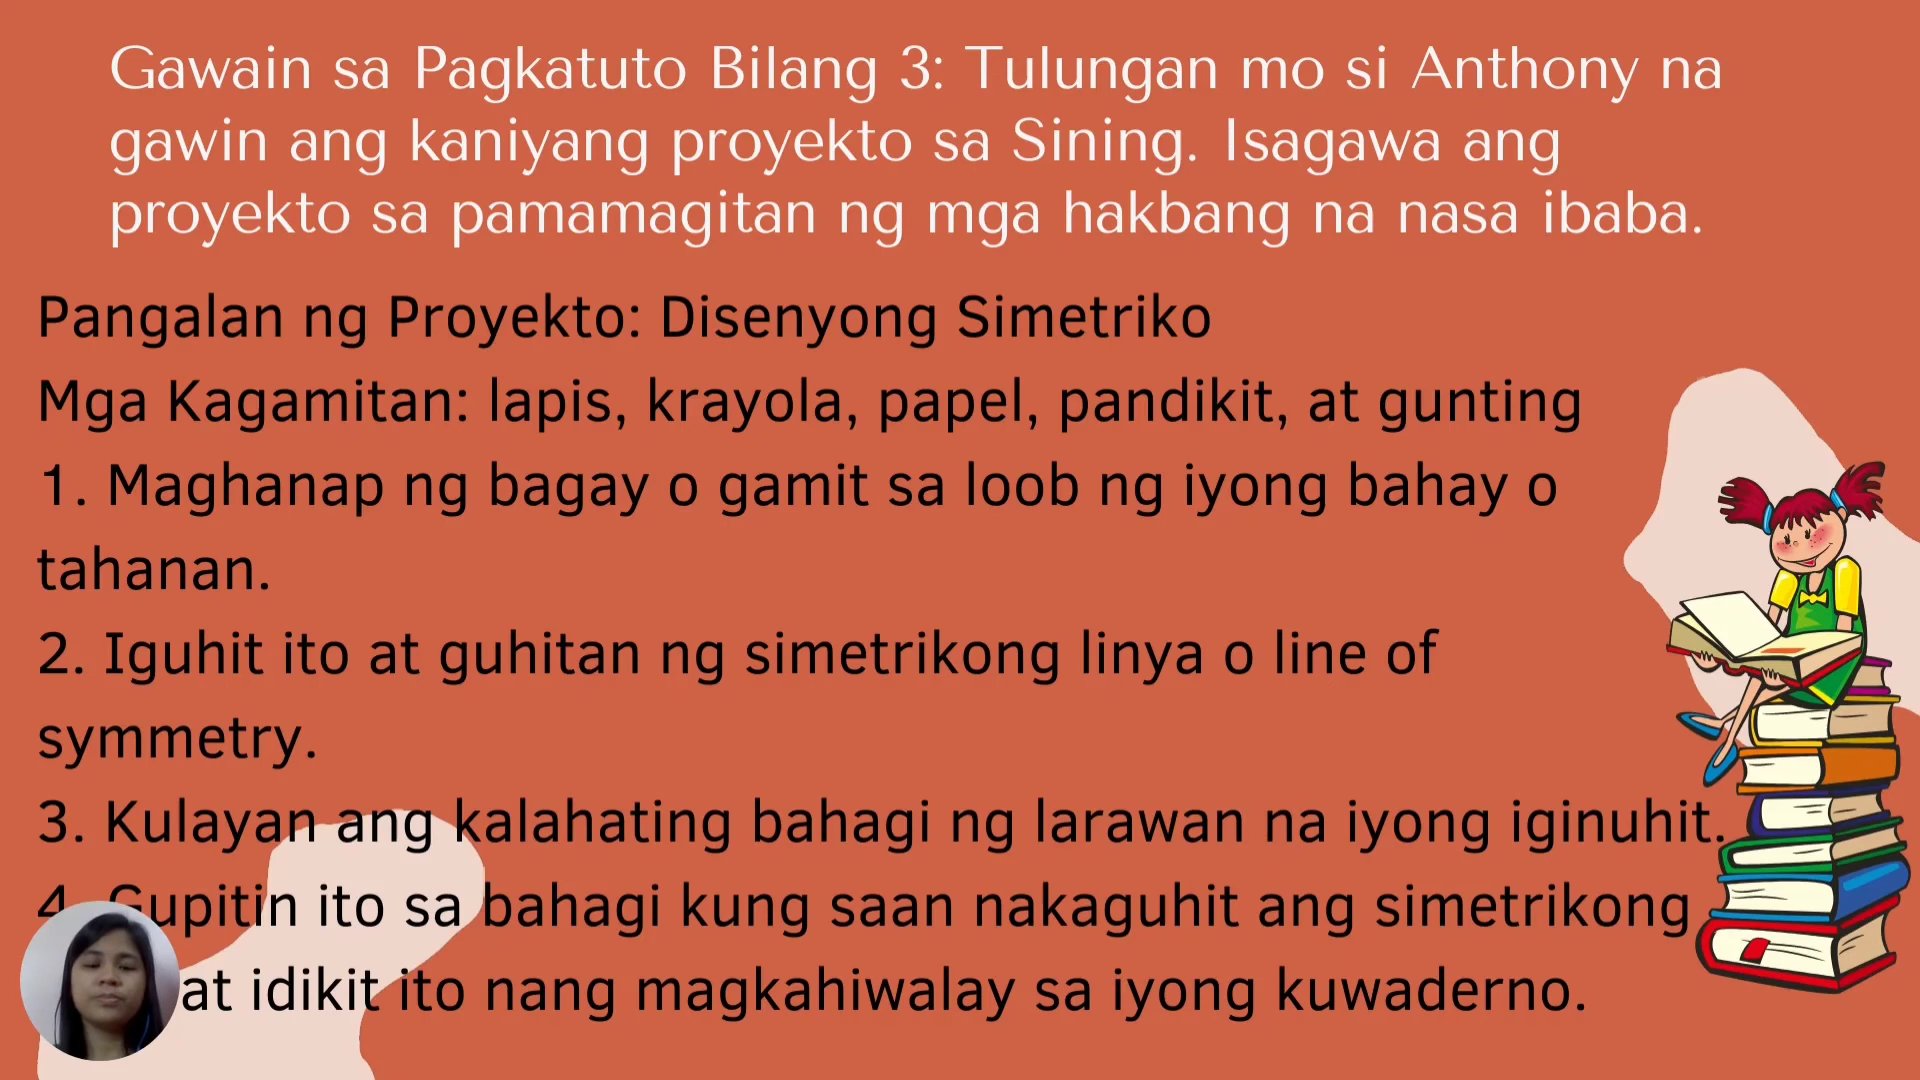 Gawain sa Pagkatuto Bilang 3: Tulungan mo si Anthony na
gawin ang kaniyang proyekto sa Sining. Isagawa ang
proyekto sa pamamagitan ng mga hakbang na nasa ibaba.
Pangalan ng Proyekto: Disenyong Simetriko
Mga Kagamitan: lapis, krayola, papel, pandikit, at gunting
1. Maghanap ng bagay o gamit sa loob ng iyong bahay o
tahanan.
2. Iguhit ito at guhitan ng simetrikong linya o line of
symmetry.
3. Kulayan ang kalahating bahagi ng larawan na iyong iginuhit.
4. Gupitin ito sa bahagi kung saan nakaguhit ang simetrikong
at idikit ito nang magkahiwalay sa iyong kuwaderno.